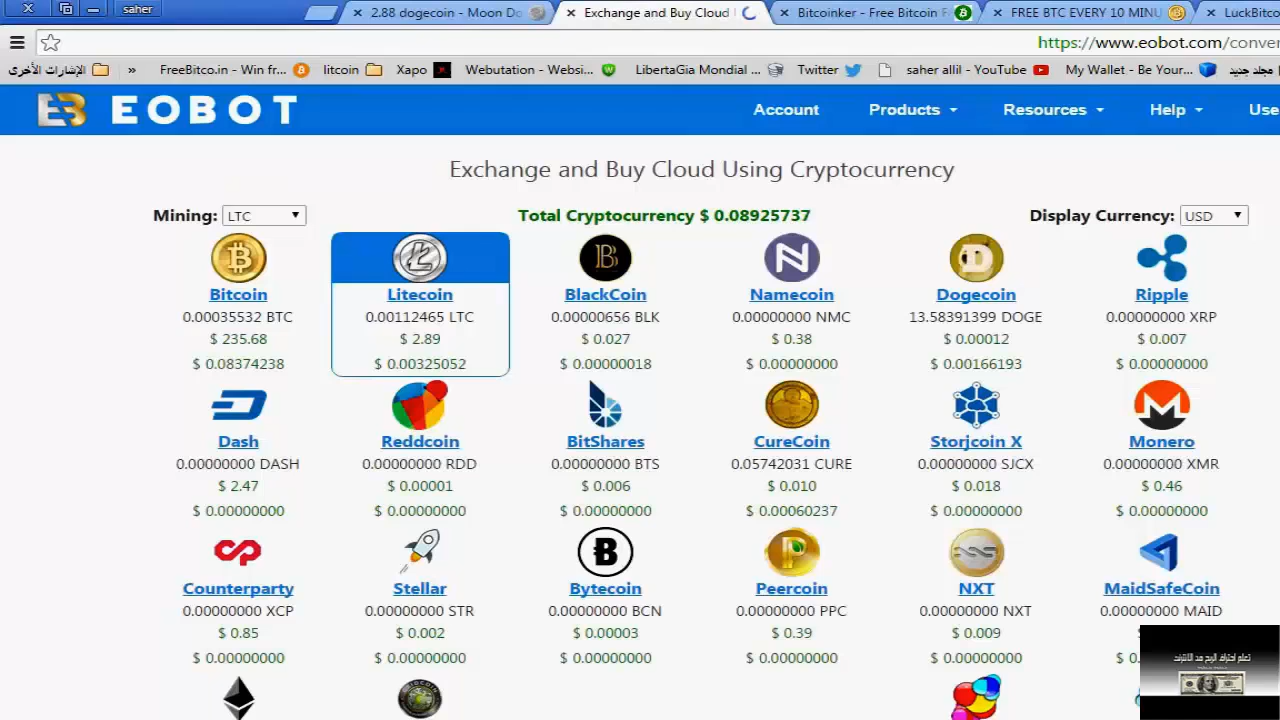 saher
2.88 dogecoin - Moon Do
Exchange and Buy Cloud
Bitcoinker - Free Bitcoin F
FREE BTC EVERY 10 MINU
LuckBitco
https://www.eobot.com/conver
الإشارات الأخرى
»
FreeBitco.in - Win fr...
litcoin
Xapo
Webutation - Websi...
LibertaGia Mondial ...
Twitter
saher allil - YouTube
My Wallet - Be Your...
مجلد جديد
EOBOT
Account
Products
Resources
Help
Use
Exchange and Buy Cloud Using Cryptocurrency
Mining: LTC
Total Cryptocurrency $ 0.08925737
Display Currency: USD
Bitcoin Litecoin BlackCoin Namecoin Dogecoin Ripple
0.00035532 BTC 0.00112465 LTC 0.00000656 BLK 0.00000000 NMC 13.58391399 DOGE 0.00000000 XRP
$ 235.68 $ 2.89 $ 0.027 $ 0.38 $ 0.00012 $ 0.007
$ 0.08374238 $ 0.00325052 $ 0.00000018 $ 0.00000000 $ 0.00166193 $ 0.00000000
Dash Reddcoin BitShares CureCoin Storjcoin X Monero
0.00000000 DASH 0.00000000 RDD 0.00000000 BTS 0.05742031 CURE 0.00000000 SJCX 0.00000000 XMR
$ 2.47 $ 0.00001 $ 0.006 $ 0.010 $ 0.018 $ 0.46
$ 0.00000000 $ 0.00000000 $ 0.00000000 $ 0.00060237 $ 0.00000000 $ 0.00000000
Counterparty Stellar Bytecoin Peercoin NXT MaidSafeCoin
0.00000000 XCP 0.00000000 STR 0.00000000 BCN 0.00000000 PPC 0.00000000 NXT 0.00000000 MAID
$ 0.85 $ 0.002 $ 0.00003 $ 0.39 $ 0.009
$ 0.00000000 $ 0.00000000 $ 0.00000000 $ 0.00000000 $ 0.00000000 $ 0.
تعلم احتراف الربح من الانترنت